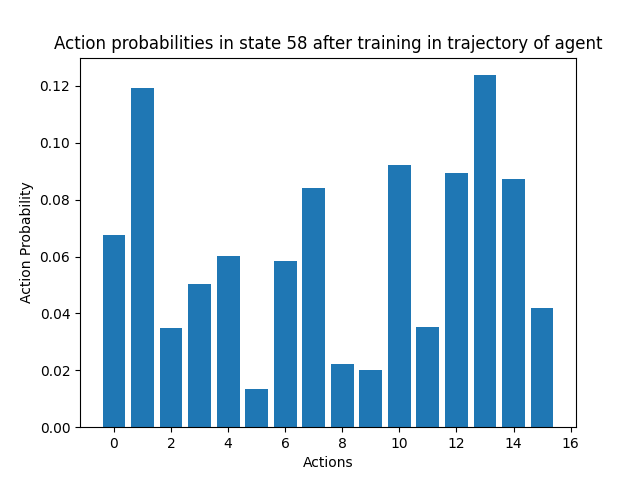 Action probabilities in state 58 after training in trajectory of agent
0.12
0.10
0.08
0.06
0.04
0.02
0.00
Action Probability
0 2 4 6 8 10 12 14 16
Actions